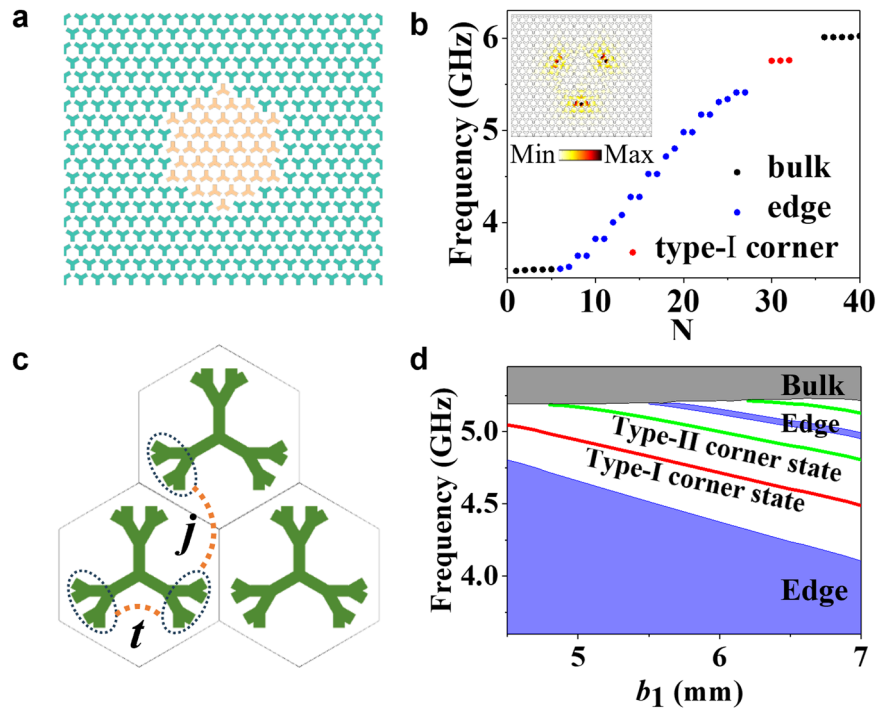 a
b
Frequency (GHz)
6
5
4
Min
Max
bulk
edge
type-I corner
0
10
20
30
40
N
c
j
t
d
Frequency (GHz)
5.0
4.5
4.0
Bulk
Edge
Type-II corner state
Type-I corner state
Edge
5
6
7
b1 (mm)